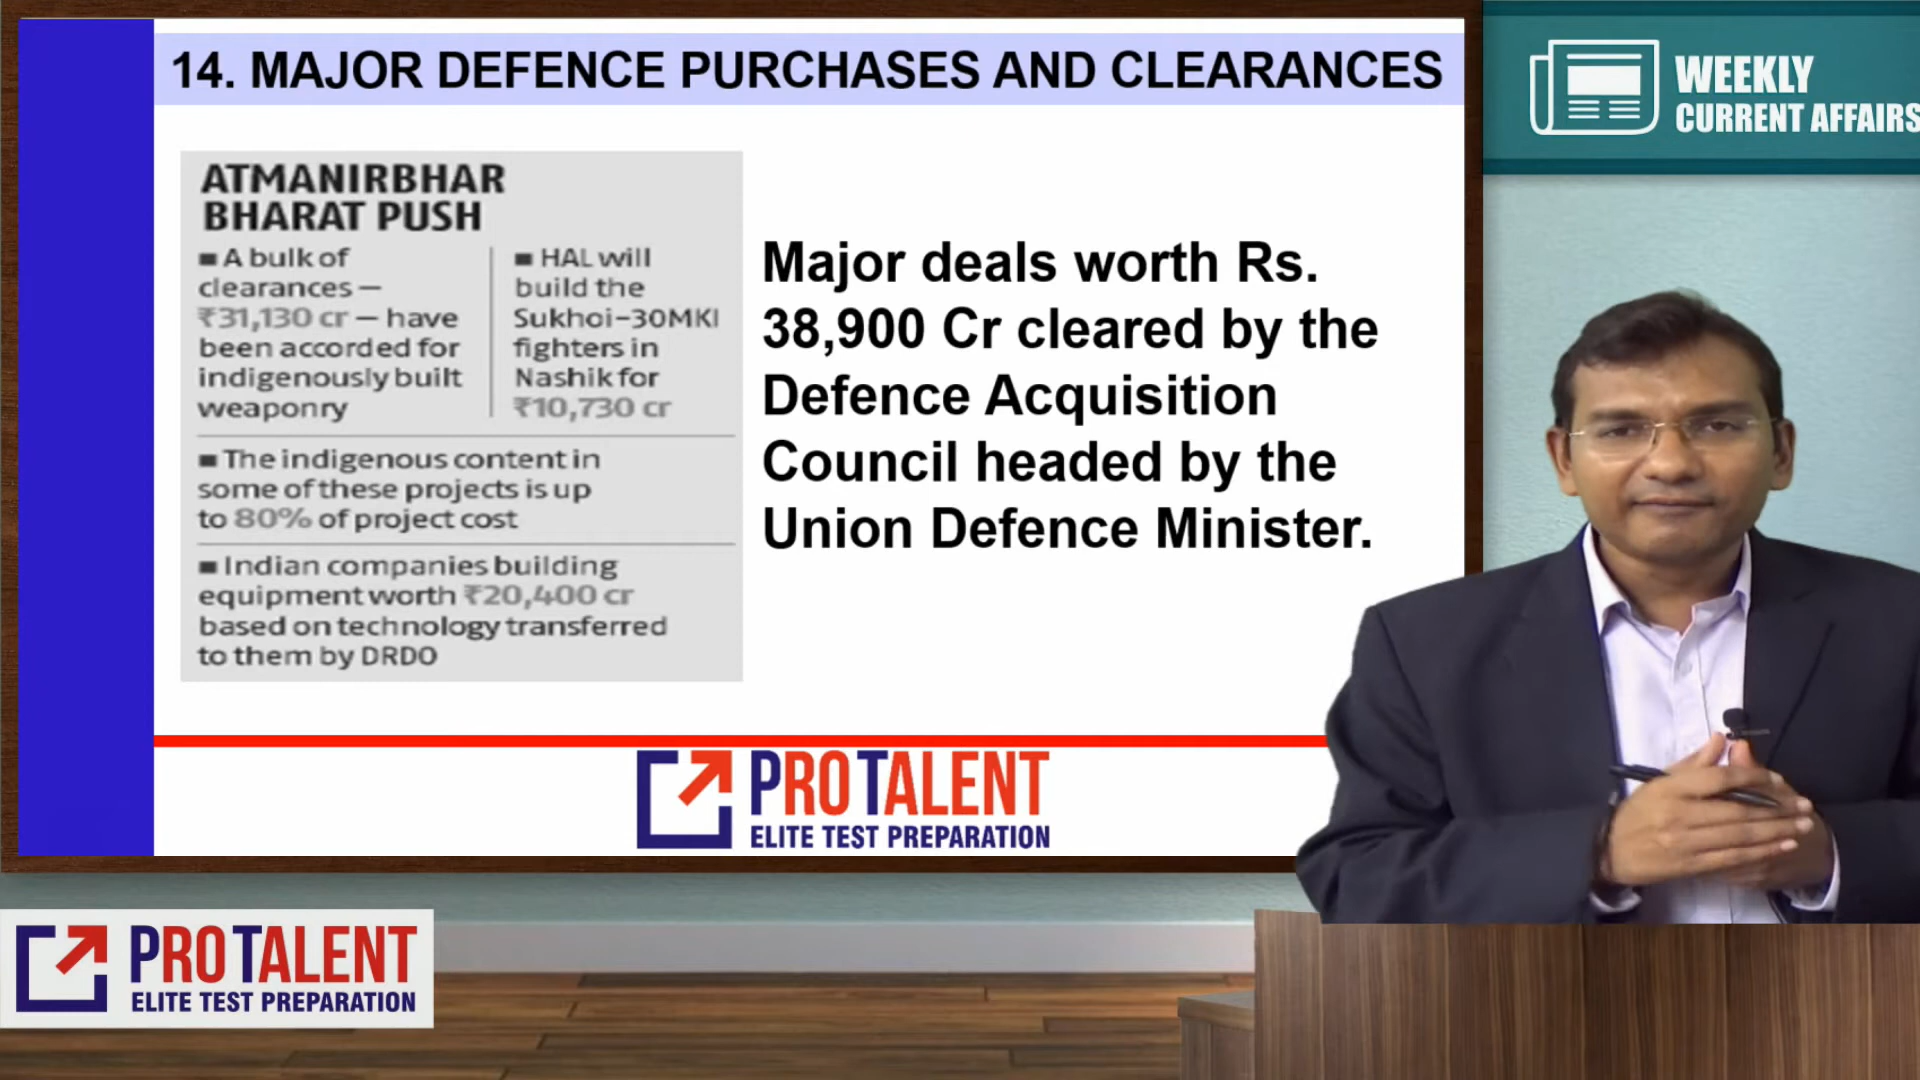 14. MAJOR DEFENCE PURCHASES AND CLEARANCES
WEEKLY
CURRENT AFFAIRS
ATMANIRBHAR
BHARAT PUSH
■ A bulk of
clearances —
₹31,130 cr — have
been accorded for
indigenously built
weaponry
■ HAL will
build the
Sukhoi-30MKI
fighters in
Nashik for
₹10,730 cr
■ The indigenous content in
some of these projects is up
to 80% of project cost
■ Indian companies building
equipment worth ₹20,400 cr
based on technology transferred
to them by DRDO
Major deals worth Rs.
38,900 Cr cleared by the
Defence Acquisition
Council headed by the
Union Defence Minister.
PROTALENT
ELITE TEST PREPARATION
PROTALENT
ELITE TEST PREPARATION